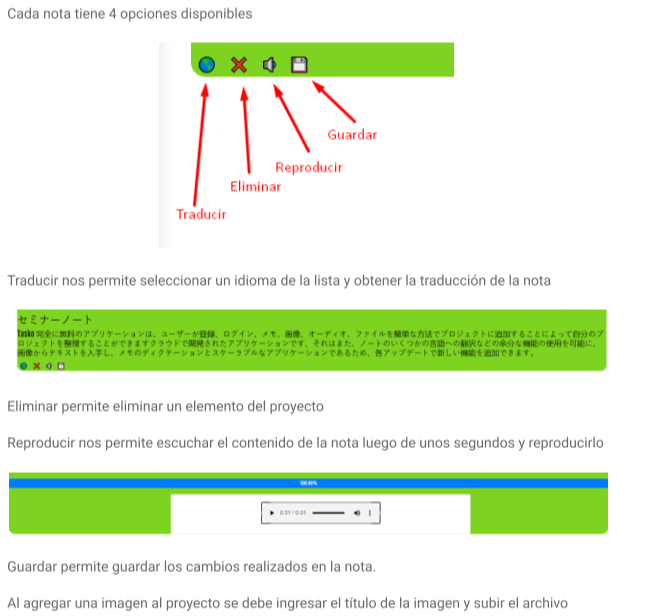 Cada nota tiene 4 opciones disponibles
Guardar
Reproducir
Eliminar
Traducir
Traducir nos permite seleccionar un idioma de la lista y obtener la traducción de la nota
セミナーノート
Tasko 完全に無料のアプリケーションは、ユーザーが登録、ログイン、メモ、画像、オーディオ、ファイルを簡単な方法でプロジェクトに追加することによって自分のプ
ロジェクトを整理することができますクラウドで開発されたアプリケーションです、それはまた、ノートのいくつかの言語への翻訳などの余分な機能の使用を可能に、
画像からテキストを入手し、メモのディクテーションとスケーラブルなアプリケーションであるため、各アップデートで新しい機能を追加できます。
Eliminar permite eliminar un elemento del proyecto
Reproducir nos permite escuchar el contenido de la nota luego de unos segundos y reproducirlo
0:31 / 0:31
Guardar permite guardar los cambios realizados en la nota.
Al agregar una imagen al proyecto se debe ingresar el título de la imagen y subir el archivo